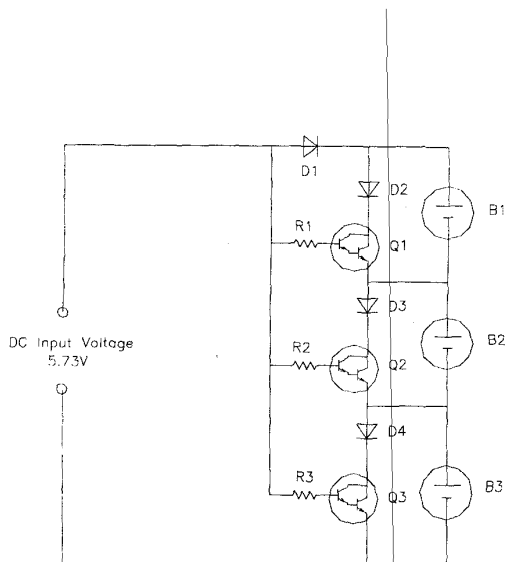 D1
D2
B1
R1
Q1
D3
DC Input Voltage
5.73V
R2
B2
Q2
D4
R3
Q3
B3